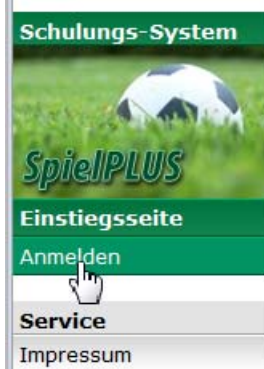 Schulungs-System
SpielPLUS
Einstiegsseite
Anmelden
Service
Impressum